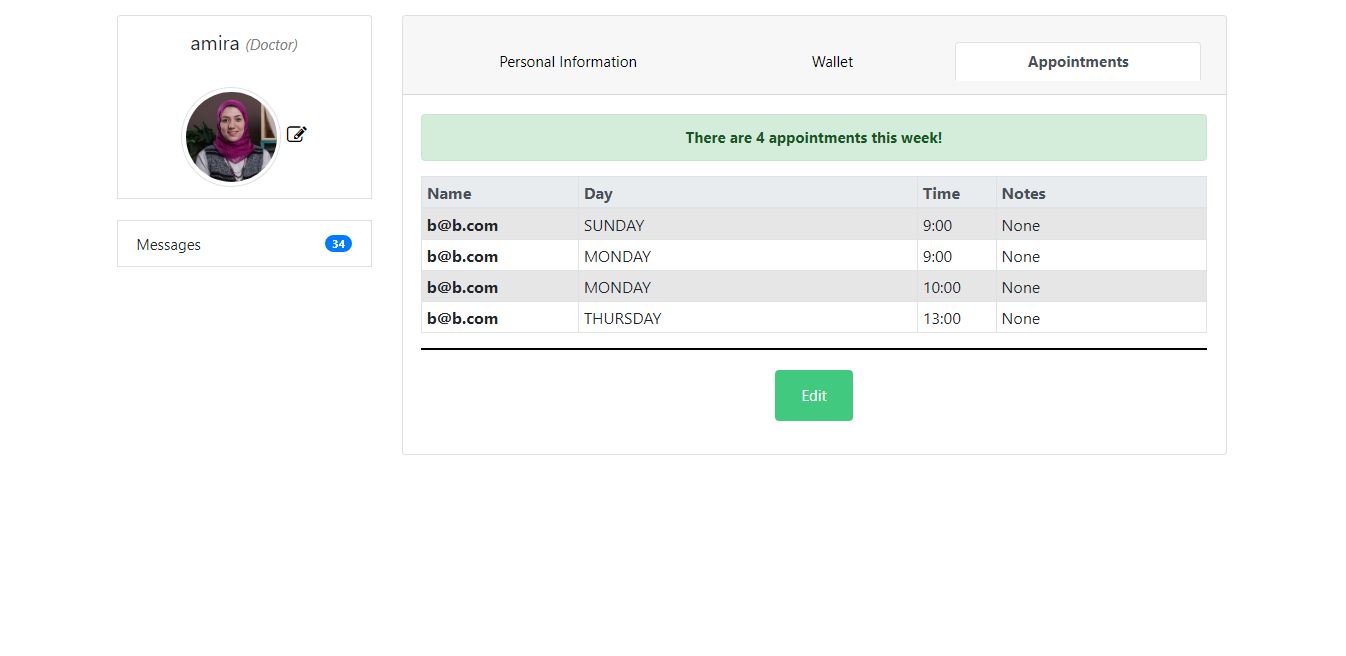 amira (Doctor)
Messages 34
Personal Information Wallet Appointments
There are 4 appointments this week!
Name Day Time Notes
b@b.com SUNDAY 9:00 None
b@b.com MONDAY 9:00 None
b@b.com MONDAY 10:00 None
b@b.com THURSDAY 13:00 None
Edit